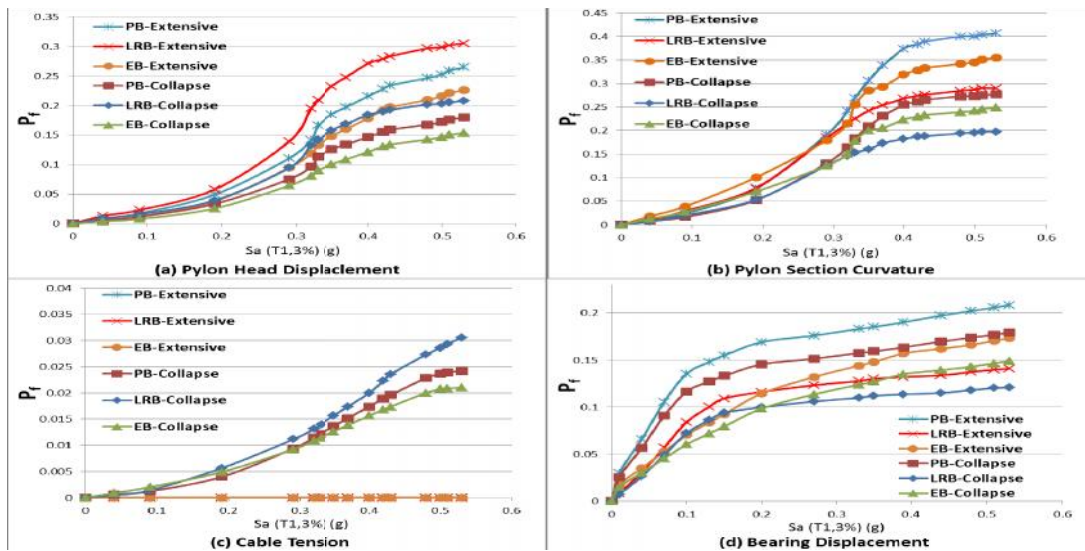 0.35
0.3
0.25
0.2
0.15
0.1
0.05
0
Pf
PB-Extensive
LRB-Extensive
EB-Extensive
PB-Collapse
LRB-Collapse
EB-Collapse
0 0.1 0.2 0.3 0.4 0.5 0.6
Sa (T1,3%) (g)
(a) Pylon Head Displacement
0.45
0.4
0.35
0.3
0.25
0.2
0.15
0.1
0.05
0
Pf
PB-Extensive
LRB-Extensive
EB-Extensive
PB-Collapse
LRB-Collapse
EB-Collapse
0 0.1 0.2 0.3 0.4 0.5 0.6
Sa (T1,3%) (g)
(b) Pylon Section Curvature
0.04
0.035
0.03
0.025
0.02
0.015
0.01
0.005
0
Pf
PB-Extensive
LRB-Extensive
EB-Extensive
PB-Collapse
LRB-Collapse
EB-Collapse
0 0.1 0.2 0.3 0.4 0.5 0.6
Sa (T1,3%) (g)
(c) Cable Tension
0.2
0.15
0.1
0.05
0
Pf
PB-Extensive
LRB-Extensive
EB-Extensive
PB-Collapse
LRB-Collapse
EB-Collapse
0 0.1 0.2 0.3 0.4 0.5 0.6
Sa (T1,3%) (g)
(d) Bearing Displacement